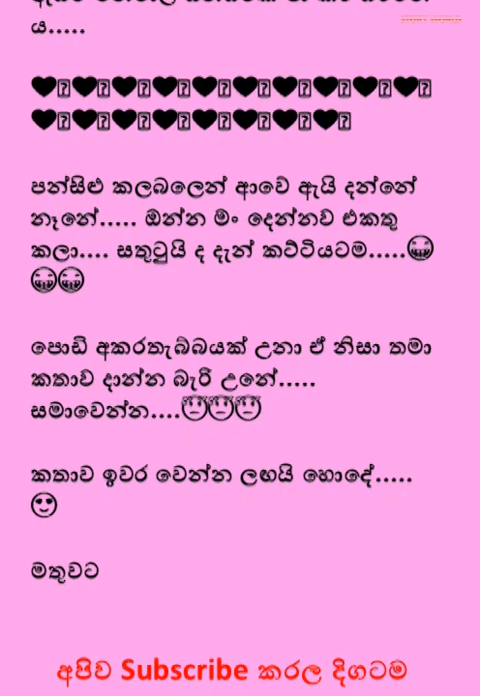 ය.....
🖤🖤🖤🖤🖤🖤🖤🖤🖤🖤
🖤🖤🖤🖤🖤🖤🖤🖤
පන්සිළු කලබලෙන් ආවේ ඇයි දන්නේ
නෑනේ..... ඔන්න මං දෙන්නව එකතු
කලා.... සතුටුයි ද දැන් කට්ටියටම.....😀
😀😀
පොඩි අකරතැබ්බයක් උනා ඒ නිසා තමා
කතාව දාන්න බැරි උනේ.....
සමාවෙන්න....😇😇😇
කතාව ඉවර වෙන්න ලඟයි හොදේ.....
🙂
මතුවට
අපිව Subscribe කරල දිගටම